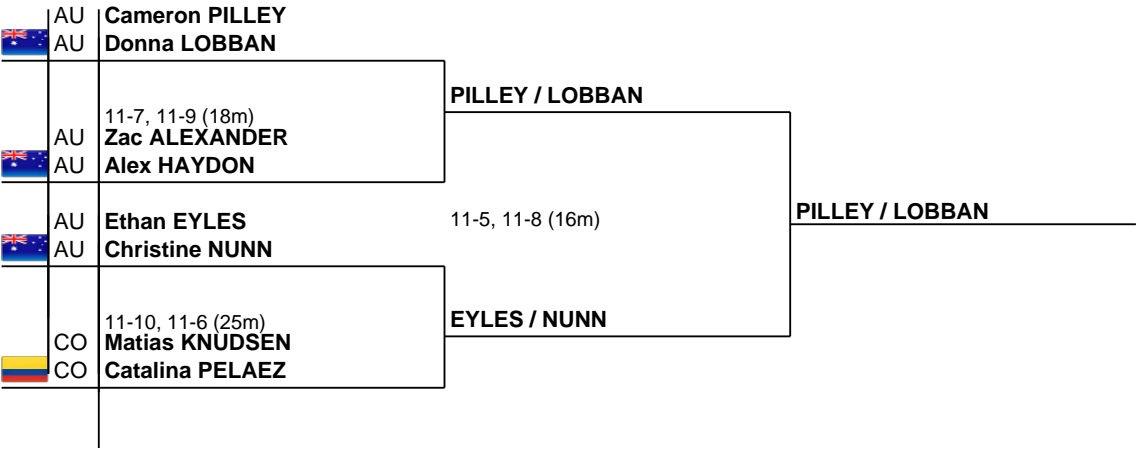 AU Cameron PILLEY
AU Donna LOBBAN
PILLEY / LOBBAN
11-7, 11-9 (18m)
AU Zac ALEXANDER
AU Alex HAYDON
PILLEY / LOBBAN
AU Ethan EYLES
11-5, 11-8 (16m)
AU Christine NUNN
EYLES / NUNN
11-10, 11-6 (25m)
CO Matias KNUDSEN
CO Catalina PELAEZ